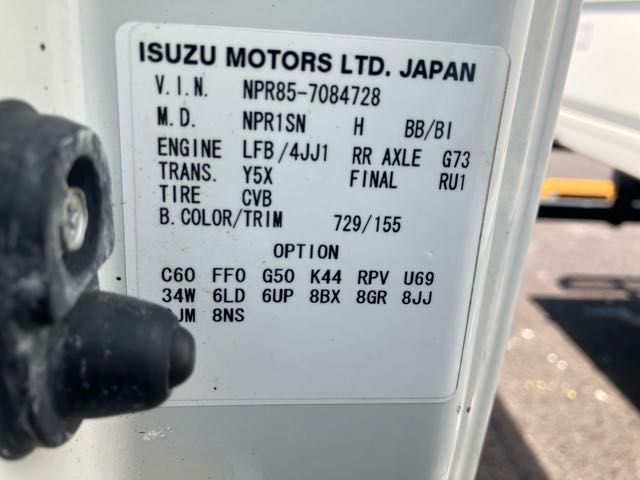 ISUZU MOTORS LTD. JAPAN
V.I.N. NPR85-7084728
M.D. NPR1SN H BB/BI
ENGINE LFB/4JJ1 RR AXLE G73
TRANS. Y5X FINAL RU1
TIRE CVB
B.COLOR/TRIM 729/155
OPTION
C60 FF0 G50 K44 RPV U69
34W 6LD 6UP 8BX 8GR 8JJ
8NS